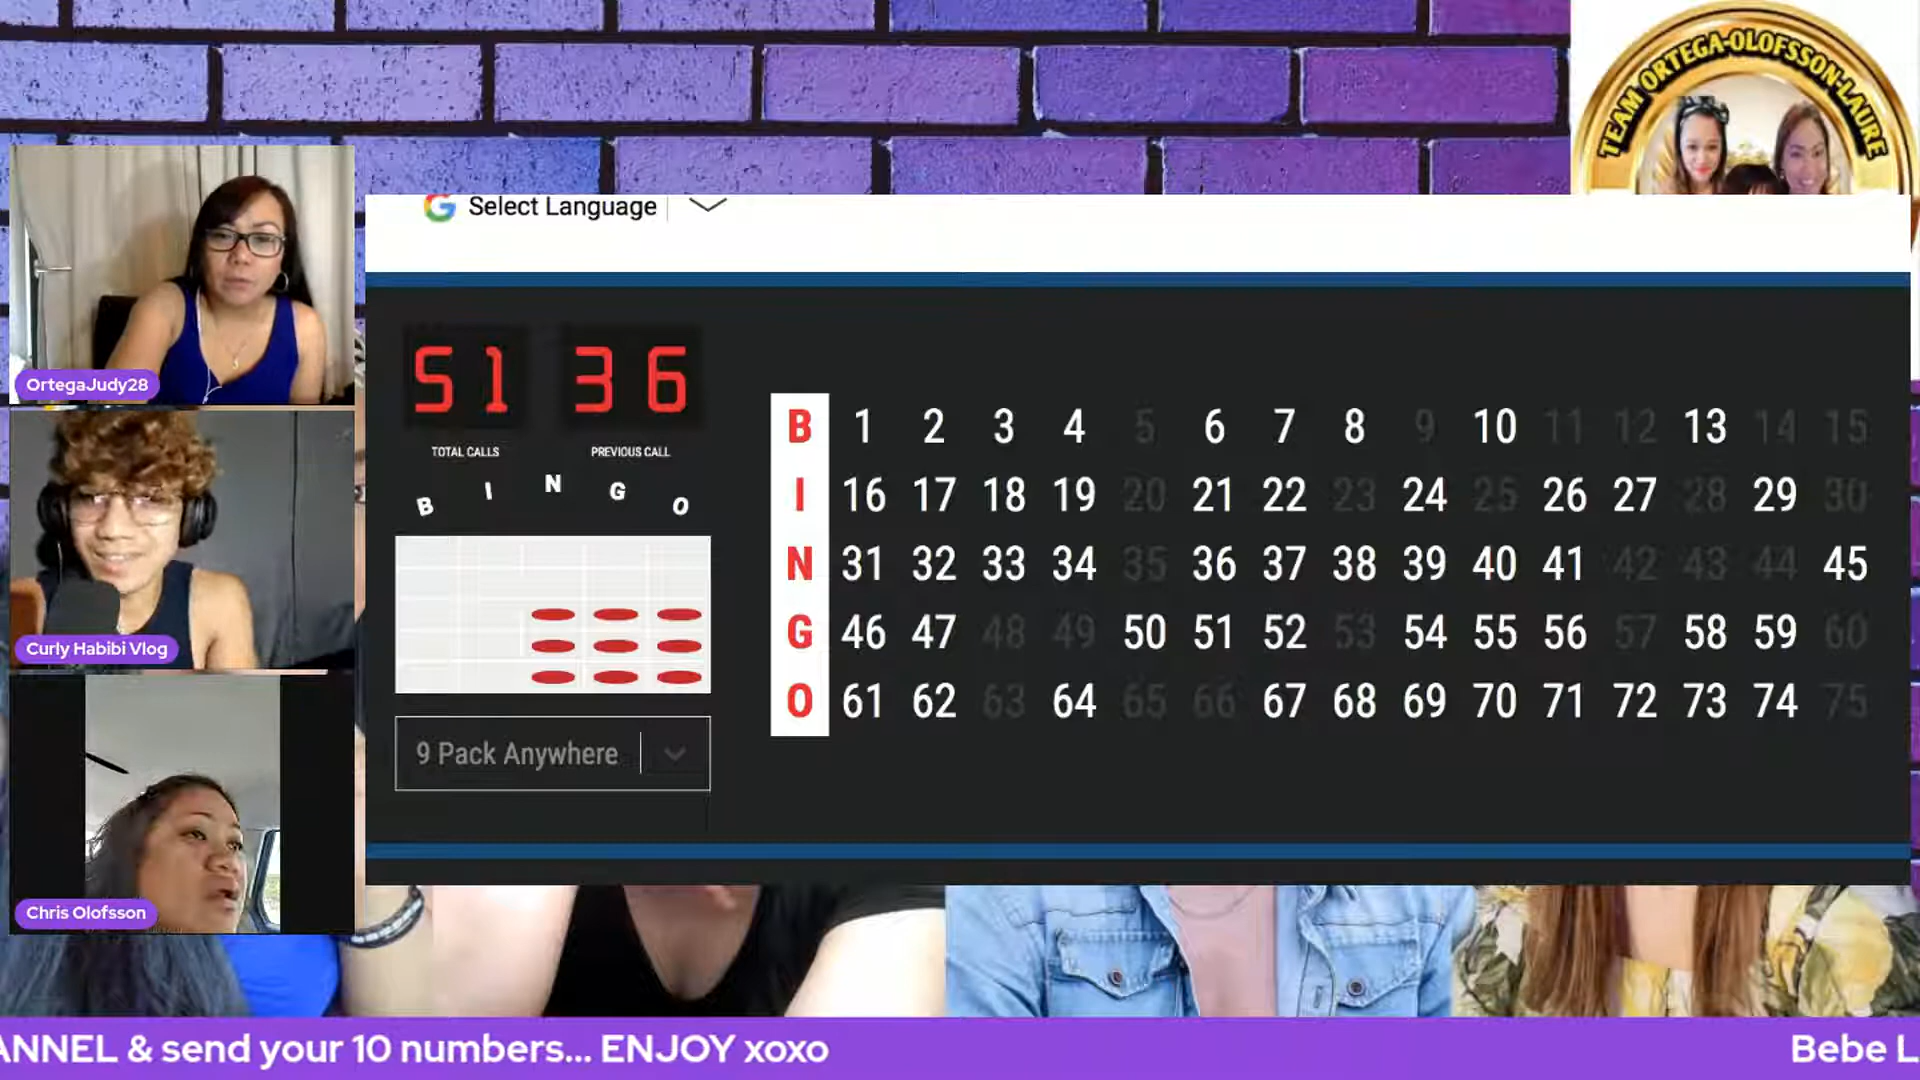 TEAM ORTEGA-OLOFSSON-LAURE
Select Language
OrtegaJudy28
Curly Habibi Vlog
Chris Olofsson
51 36
TOTAL CALLS PREVIOUS CALL
B I N G O
9 Pack Anywhere
B 1 2 3 4 5 6 7 8 9 10 11 12 13 14 15
I 16 17 18 19 20 21 22 23 24 25 26 27 28 29 30
N 31 32 33 34 35 36 37 38 39 40 41 42 43 44 45
G 46 47 48 49 50 51 52 53 54 55 56 57 58 59 60
O 61 62 63 64 65 66 67 68 69 70 71 72 73 74 75
ANNEL & send your 10 numbers... ENJOY xoxo
Bebe L